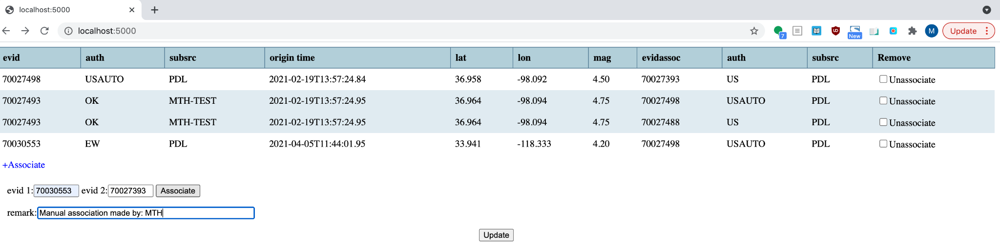 localhost:5000
localhost:5000 7 UD New M Update
evid auth subsrc origin time lat lon mag evidassoc auth subsrc Remove
70027498 USAUTO PDL 2021-02-19T13:57:24.84 36.958 -98.092 4.50 70027393 US PDL Unassociate
70027493 OK MTH-TEST 2021-02-19T13:57:24.95 36.964 -98.094 4.75 70027498 USAUTO PDL Unassociate
70027493 OK MTH-TEST 2021-02-19T13:57:24.95 36.964 -98.094 4.75 70027488 US PDL Unassociate
70030553 EW PDL 2021-04-05T11:44:01.95 33.941 -118.333 4.20 70027498 USAUTO PDL Unassociate
+Associate
evid 1: 70030553 evid 2: 70027393 Associate
remark: Manual association made by: MTH
Update